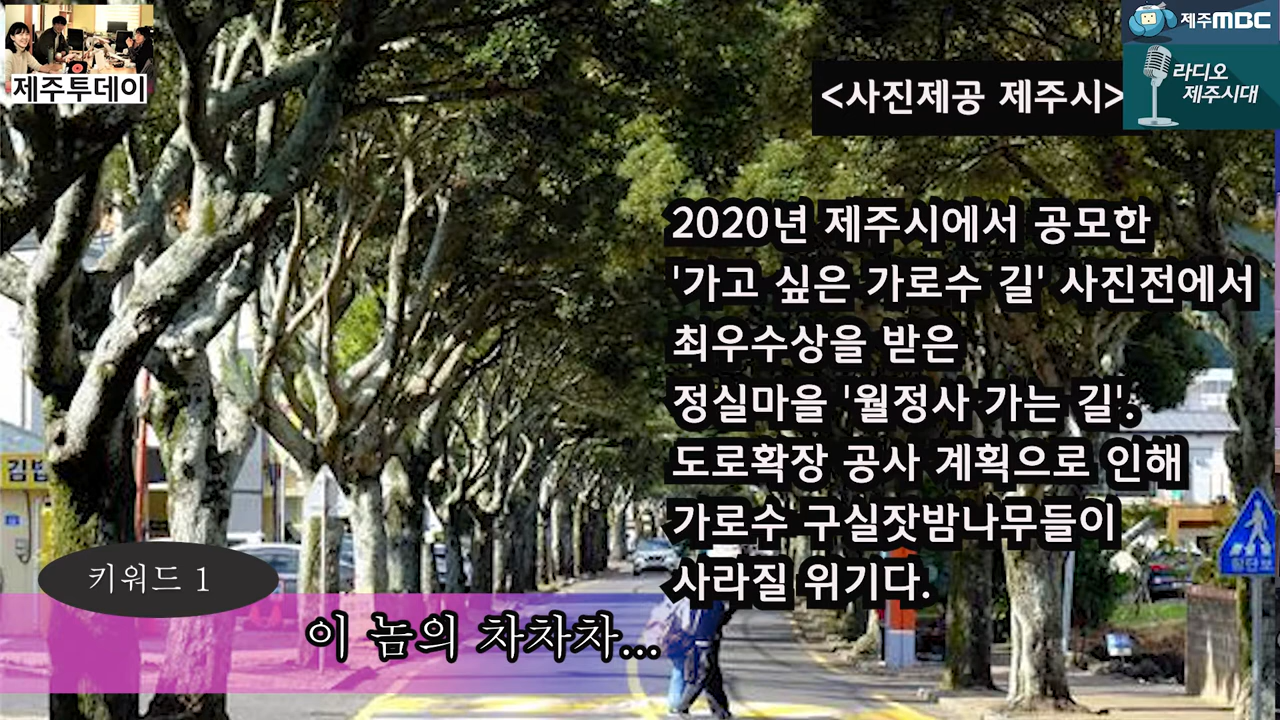 제주투데이
제주MBC
라디오
제주시대
<사진제공 제주시>
2020년 제주시에서 공모한
'가고 싶은 가로수 길' 사진전에서
최우수상을 받은
정실마을 '월정사 가는 길'.
도로확장 공사 계획으로 인해
가로수 구실잣밤나무들이
사라질 위기다.
김밥
횡단보
키워드 1
이 놈의 차차차...